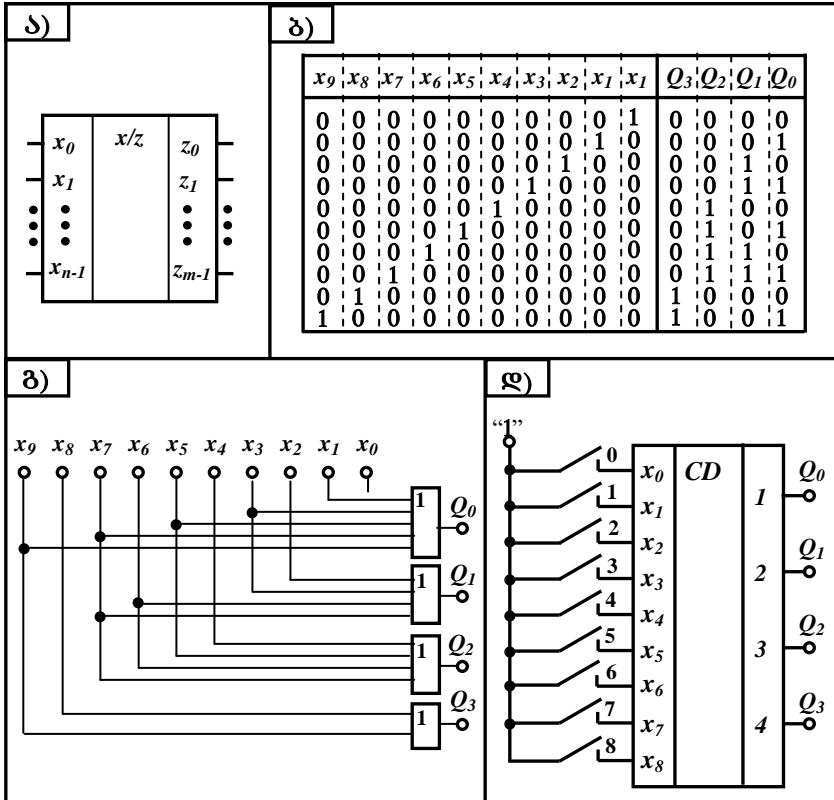 ა)
x0 x/z z0
x1 z1
xn-1 zm-1
ბ)
x9 x8 x7 x6 x5 x4 x3 x2 x1 x1 Q3 Q2 Q1 Q0
0 0 0 0 0 0 0 0 0 1 0 0 0 0
0 0 0 0 0 0 0 0 1 0 0 0 0 1
0 0 0 0 0 0 0 1 0 0 0 0 1 0
0 0 0 0 0 0 1 0 0 0 0 0 1 1
0 0 0 0 0 1 0 0 0 0 0 1 0 0
0 0 0 0 1 0 0 0 0 0 0 1 0 1
0 0 0 1 0 0 0 0 0 0 0 1 1 0
0 0 1 0 0 0 0 0 0 0 0 1 1 1
0 1 0 0 0 0 0 0 0 0 1 0 0 0
1 0 0 0 0 0 0 0 0 0 1 0 0 1
გ)
x9 x8 x7 x6 x5 x4 x3 x2 x1 x0
1 Q0
1 Q1
1 Q2
1 Q3
დ)
“1”
0 x0 CD 1 Q0
1 x1
2 x2 2 Q1
3 x3
4 x4
5 x5 3 Q2
6 x6
7 x7 4 Q3
8 x8